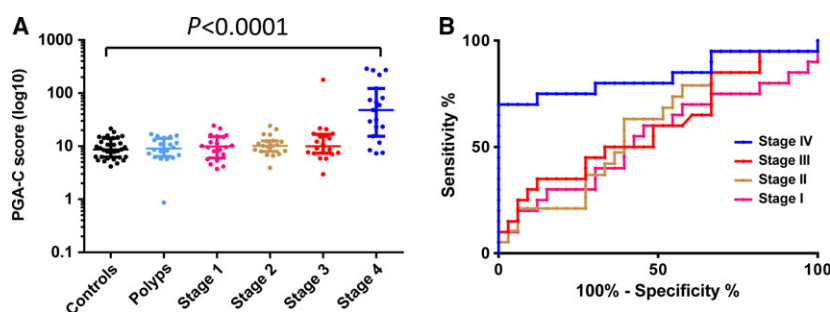 A
P<0.0001
PGA-C score (log10)
1000
100
10
1
0.1
Controls
Polyps
Stage 1
Stage 2
Stage 3
Stage 4
B
Sensitivity %
100
50
0
0
50
100
100% - Specificity %
Stage IV
Stage III
Stage II
Stage I